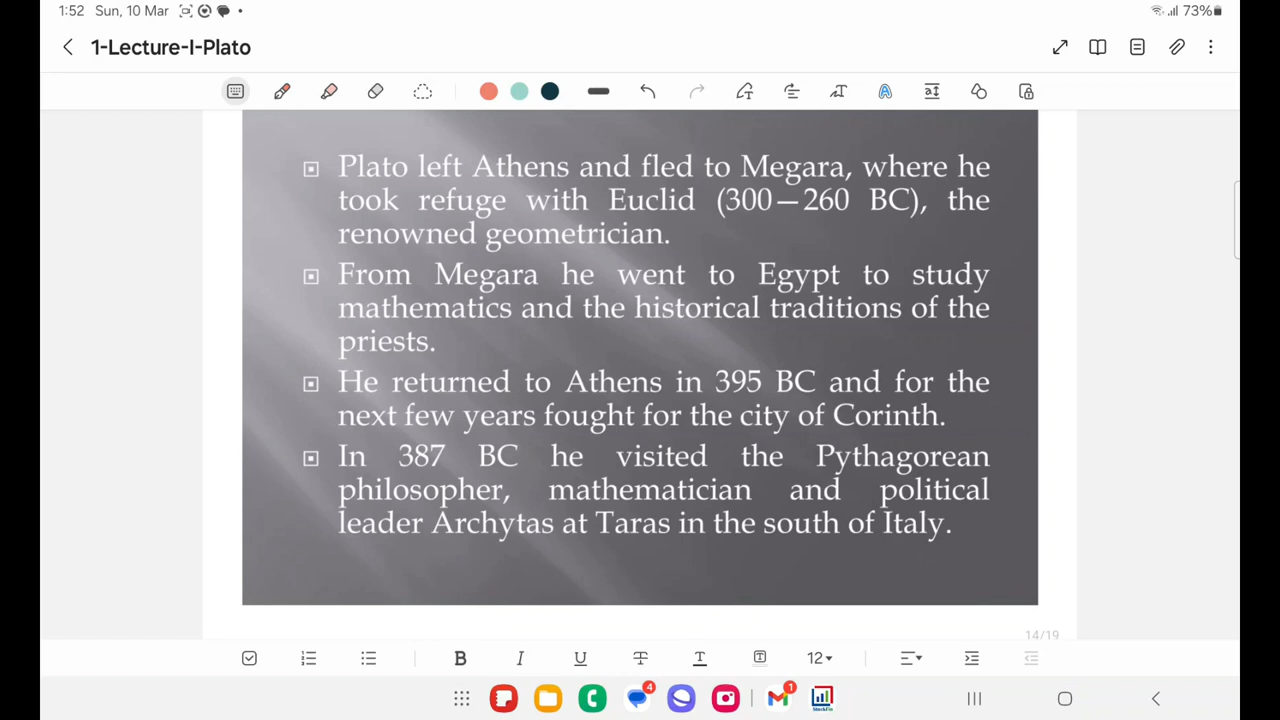 1:52 Sun, 10 Mar
73%
1-Lecture-I-Plato
Plato left Athens and fled to Megara, where he
took refuge with Euclid (300—260 BC), the
renowned geometrician.
From Megara he went to Egypt to study
mathematics and the historical traditions of the
priests.
He returned to Athens in 395 BC and for the
next few years fought for the city of Corinth.
In 387 BC he visited the Pythagorean
philosopher, mathematician and political
leader Archytas at Taras in the south of Italy.
14/19
B I U T T T 12
4
1
StockFix